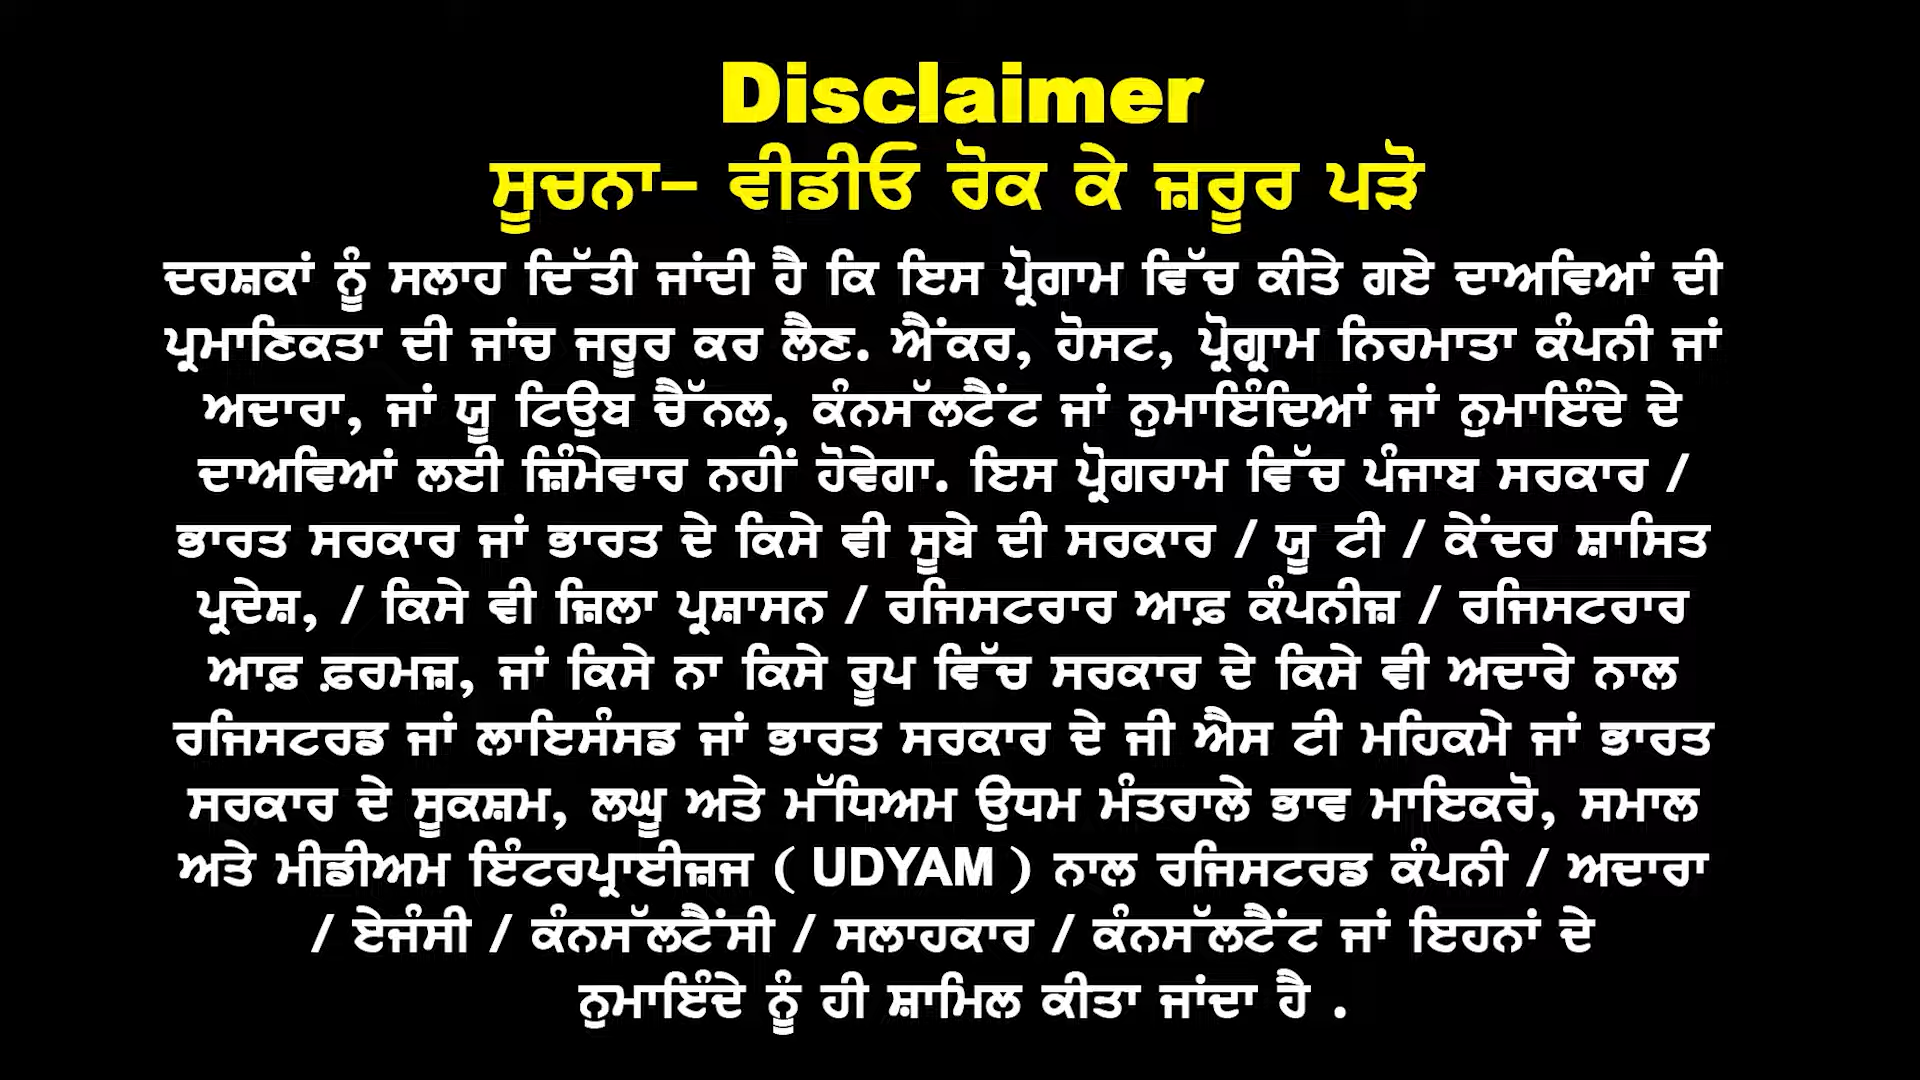 Disclaimer
ਸੂਚਨਾ- ਵੀਡੀਓ ਰੋਕ ਕੇ ਜ਼ਰੂਰ ਪੜੋ
ਦਰਸ਼ਕਾਂ ਨੂੰ ਸਲਾਹ ਦਿੱਤੀ ਜਾਂਦੀ ਹੈ ਕਿ ਇਸ ਪ੍ਰੋਗਾਮ ਵਿੱਚ ਕੀਤੇ ਗਏ ਦਾਅਵਿਆਂ ਦੀ
ਪ੍ਰਮਾਣਿਕਤਾ ਦੀ ਜਾਂਚ ਜਰੂਰ ਕਰ ਲੈਣ. ਐਂਕਰ, ਹੋਸਟ, ਪ੍ਰੋਗ੍ਰਾਮ ਨਿਰਮਾਤਾ ਕੰਪਨੀ ਜਾਂ
ਅਦਾਰਾ, ਜਾਂ ਯੂ ਟਿਉਬ ਚੈੱਨਲ, ਕੰਨਸੱਲਟੈਂਟ ਜਾਂ ਨੁਮਾਇੰਦਿਆਂ ਜਾਂ ਨੁਮਾਇੰਦੇ ਦੇ
ਦਾਅਵਿਆਂ ਲਈ ਜ਼ਿੰਮੇਵਾਰ ਨਹੀਂ ਹੋਵੇਗਾ. ਇਸ ਪ੍ਰੋਗਰਾਮ ਵਿੱਚ ਪੰਜਾਬ ਸਰਕਾਰ /
ਭਾਰਤ ਸਰਕਾਰ ਜਾਂ ਭਾਰਤ ਦੇ ਕਿਸੇ ਵੀ ਸੂਬੇ ਦੀ ਸਰਕਾਰ / ਯੂ ਟੀ / ਕੇਂਦਰ ਸ਼ਾਸਿਤ
ਪ੍ਰਦੇਸ਼, / ਕਿਸੇ ਵੀ ਜ਼ਿਲਾ ਪ੍ਰਸ਼ਾਸਨ / ਰਜਿਸਟਰਾਰ ਆਫ਼ ਕੰਪਨੀਜ਼ / ਰਜਿਸਟਰਾਰ
ਆਫ਼ ਫ਼ਰਮਜ਼, ਜਾਂ ਕਿਸੇ ਨਾ ਕਿਸੇ ਰੂਪ ਵਿੱਚ ਸਰਕਾਰ ਦੇ ਕਿਸੇ ਵੀ ਅਦਾਰੇ ਨਾਲ
ਰਜਿਸਟਰਡ ਜਾਂ ਲਾਇਸੰਸਡ ਜਾਂ ਭਾਰਤ ਸਰਕਾਰ ਦੇ ਜੀ ਐਸ ਟੀ ਮਹਿਕਮੇ ਜਾਂ ਭਾਰਤ
ਸਰਕਾਰ ਦੇ ਸੂਕਸ਼ਮ, ਲਘੂ ਅਤੇ ਮੱਧਿਅਮ ਉਧਮ ਮੰਤਰਾਲੇ ਭਾਵ ਮਾਇਕਰੋ, ਸਮਾਲ
ਅਤੇ ਮੀਡੀਅਮ ਇੰਟਰਪ੍ਰਾਈਜ਼ਜ ( UDYAM ) ਨਾਲ ਰਜਿਸਟਰਡ ਕੰਪਨੀ / ਅਦਾਰਾ
/ ਏਜੰਸੀ / ਕੰਨਸੱਲਟੈਂਸੀ / ਸਲਾਹਕਾਰ / ਕੰਨਸੱਲਟੈਂਟ ਜਾਂ ਇਹਨਾਂ ਦੇ
ਨੁਮਾਇੰਦੇ ਨੂੰ ਹੀ ਸ਼ਾਮਿਲ ਕੀਤਾ ਜਾਂਦਾ ਹੈ .